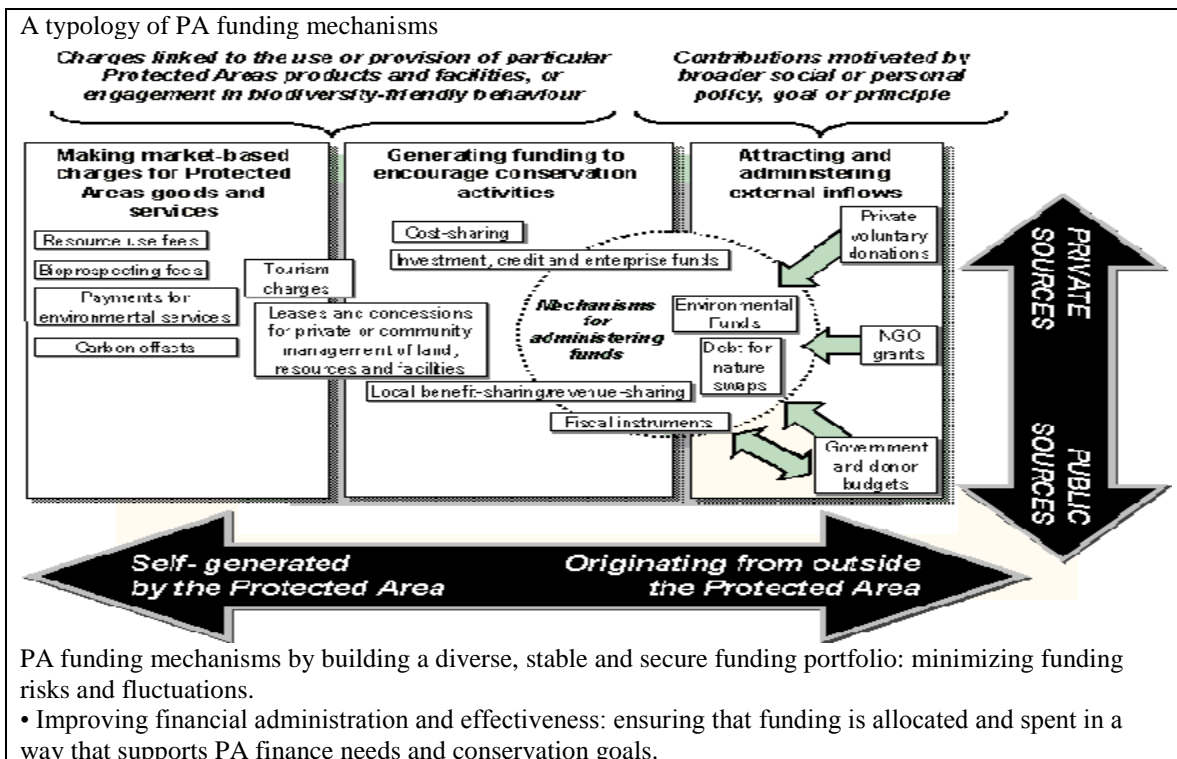 A typology of PA funding mechanisms
Charges linked to the use or provision of particular
Protected Areas products and facilities, or
engagement in biodiversity-friendly behaviour
Contributions motivated by
broader social or personal
policy, goal or principle
Making market-based
charges for Protected
Areas goods and
services
Resource use fees
Bioprospecting fees
Payments for
environmental services
Carbon offsets
Tourism
charges
Leases and concessions
for private or community
management of land,
resources and facilities
Generating funding to
encourage conservation
activities
Cost-sharing
Investment, credit and enterprise funds
Mechanisms
for
administering
funds
Local benefit-sharing/revenue-sharing
Fiscal instruments
Attracting and
administering
external inflows
Private
voluntary
donations
Environmental
Funds
Debt for
nature
swaps
NGO
grants
Government
and donor
budgets
PRIVATE
SOURCES
PUBLIC
SOURCES
Self- generated
by the Protected Area
Originating from outside
the Protected Area
PA funding mechanisms by building a diverse, stable and secure funding portfolio: minimizing funding
risks and fluctuations.
• Improving financial administration and effectiveness: ensuring that funding is allocated and spent in a
way that supports PA finance needs and conservation goals.